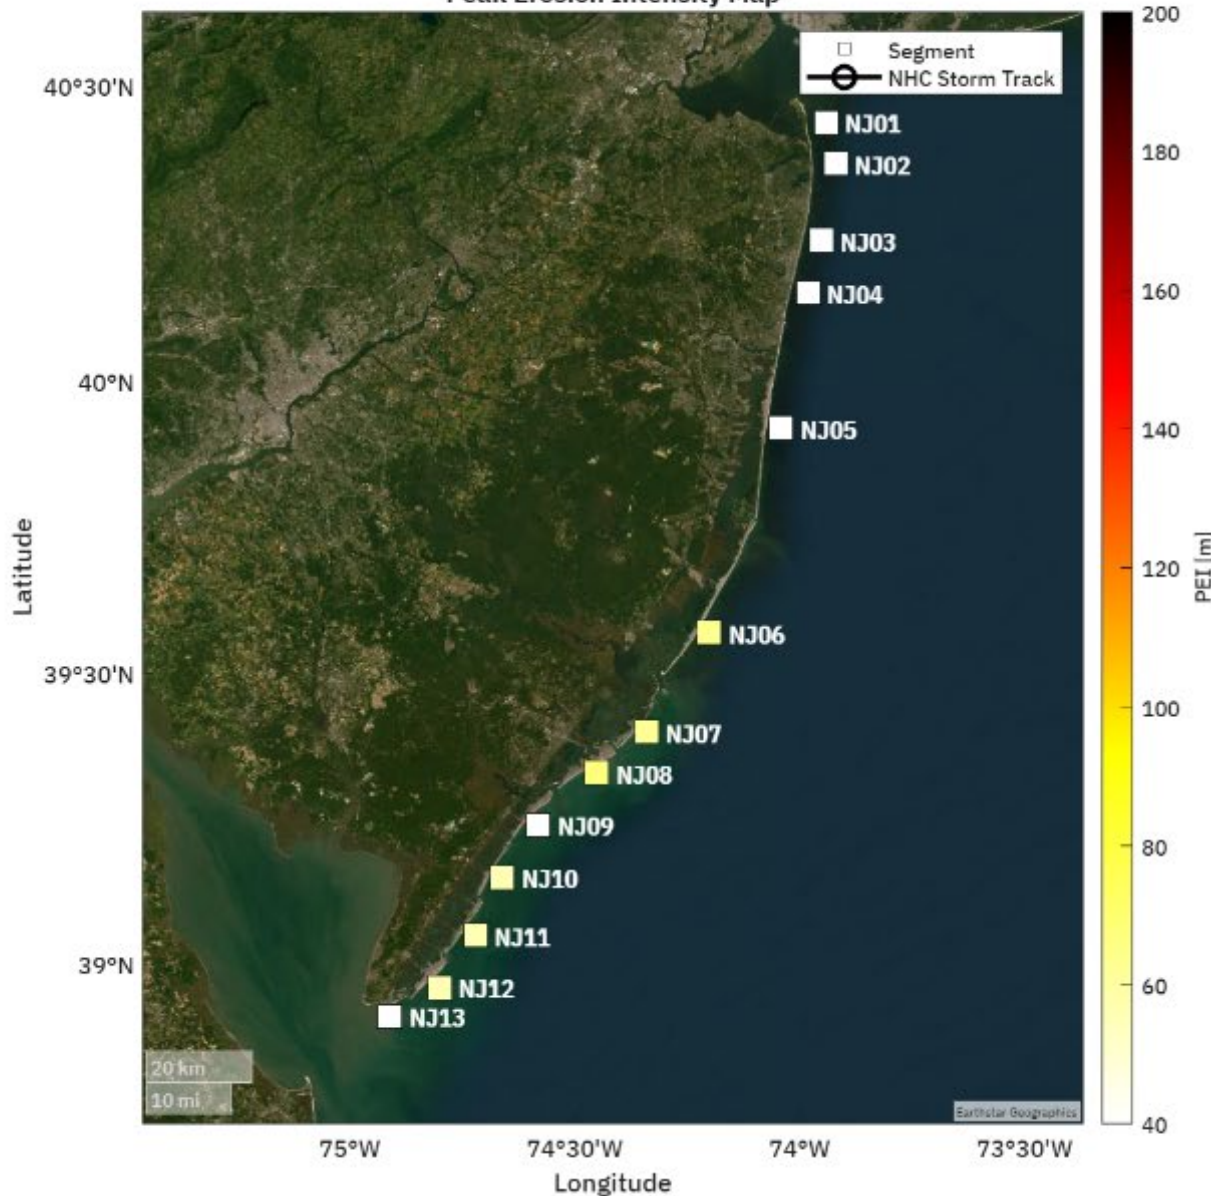 Peak Erosion Intensity Map
Segment
NHC Storm Track
40°30'N
40°N
39°30'N
39°N
Latitude
NJ01
NJ02
NJ03
NJ04
NJ05
NJ06
NJ07
NJ08
NJ09
NJ10
NJ11
NJ12
NJ13
20 km
10 mi
Earthstar Geographics
75°W
74°30'W
74°W
73°30'W
Longitude
200
180
160
140
120
100
80
60
40
PEI [m]